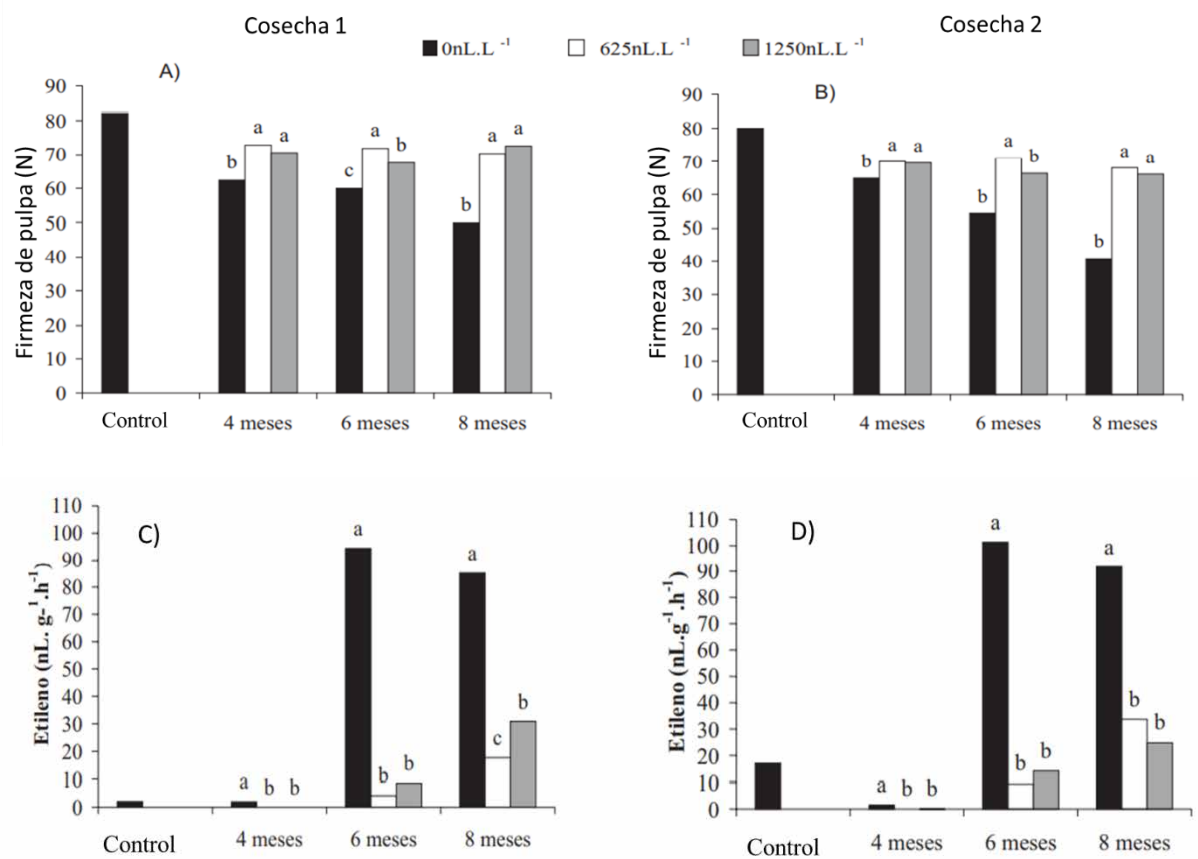 Cosecha 1
Cosecha 2
0nL.L -1
625nL.L -1
1250nL.L -1
A)
Firmeza de pulpa (N)
90
80
70
60
50
40
30
20
10
0
b a a
c a b
b a a
Control 4 meses 6 meses 8 meses
B)
Firmeza de pulpa (N)
90
80
70
60
50
40
30
20
10
0
b a a
b a b
b a a
Control 4 meses 6 meses 8 meses
C)
Etileno (nL. g-1.h-1)
110
100
90
80
70
60
50
40
30
20
10
0
a b b
a b b
a c b
Control 4 meses 6 meses 8 meses
D)
Etileno (nL.g-1.h-1)
110
100
90
80
70
60
50
40
30
20
10
0
a b b
a b b
a b b
Control 4 meses 6 meses 8 meses